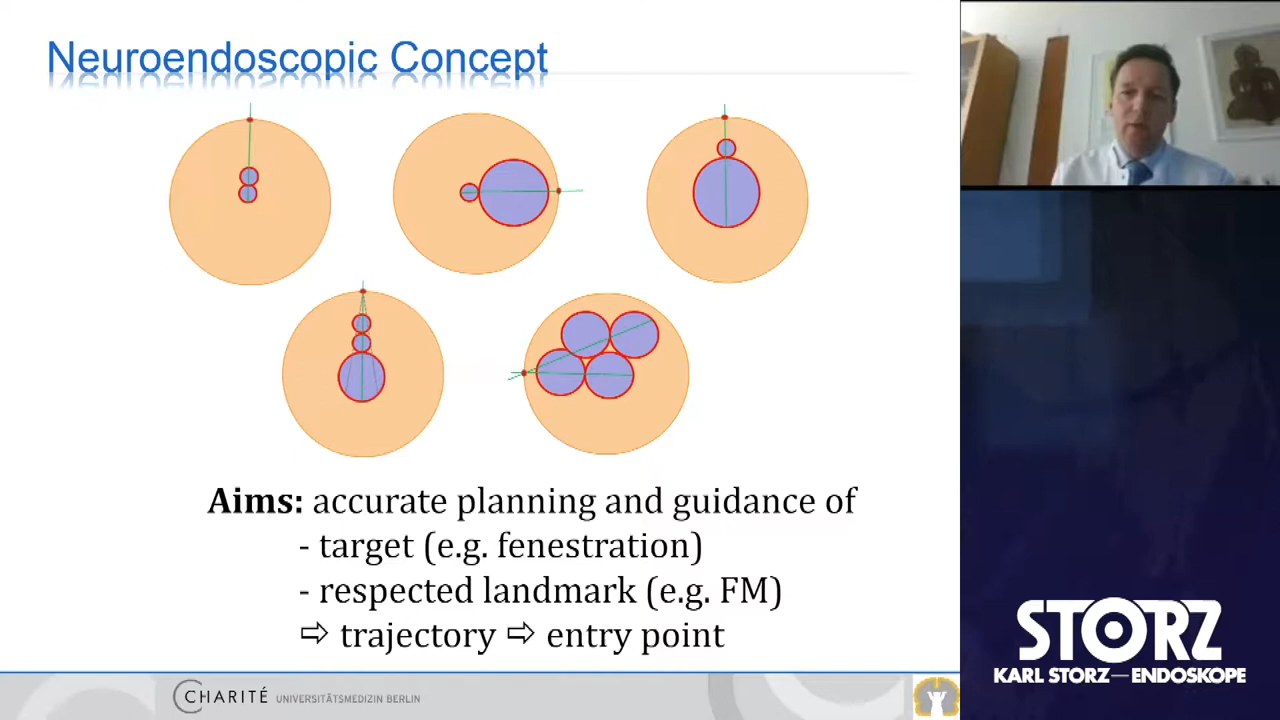 Neuroendoscopic Concept
Aims: accurate planning and guidance of
- target (e.g. fenestration)
- respected landmark (e.g. FM)
⇨ trajectory ⇨ entry point
CHARITÉ UNIVERSITÄTSMEDIZIN BERLIN
STORZ
KARL STORZ—ENDOSKOPE